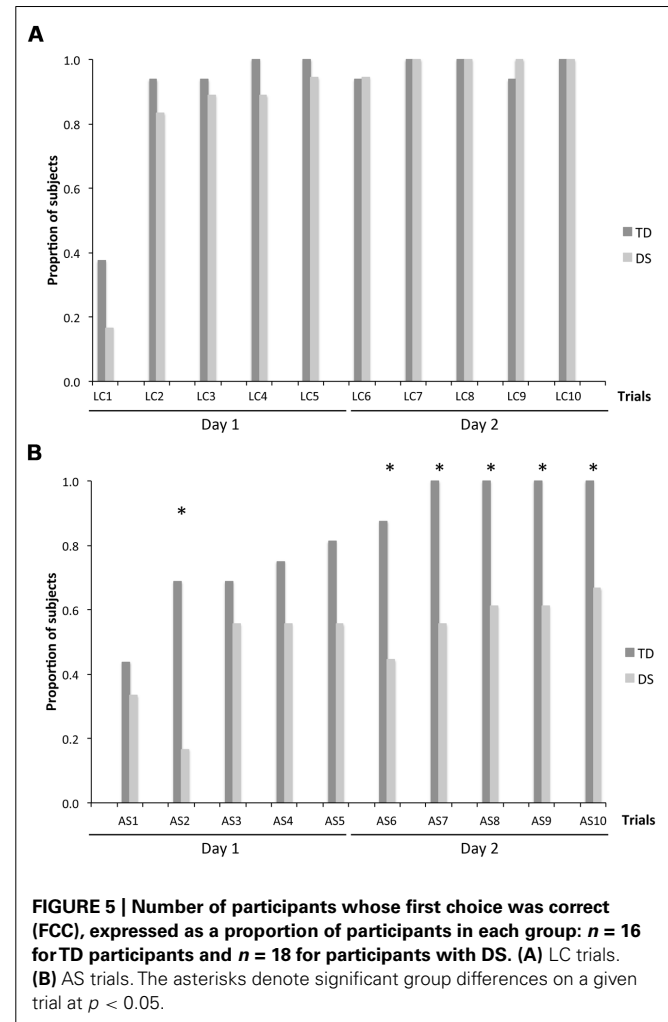 A
1.0
0.8
0.6
0.4
0.2
0.0
Proprtion of subjects
TD
DS
LC1 LC2 LC3 LC4 LC5 LC6 LC7 LC8 LC9 LC10 Trials
Day 1 Day 2
B
* * * * * *
1.0
0.8
0.6
0.4
0.2
0.0
Proportion of subjects
TD
DS
AS1 AS2 AS3 AS4 AS5 AS6 AS7 AS8 AS9 AS10 Trials
Day 1 Day 2
FIGURE 5 | Number of participants whose first choice was correct
(FCC), expressed as a proportion of participants in each group: n = 16
for TD participants and n = 18 for participants with DS. (A) LC trials.
(B) AS trials. The asterisks denote significant group differences on a given
trial at p < 0.05.